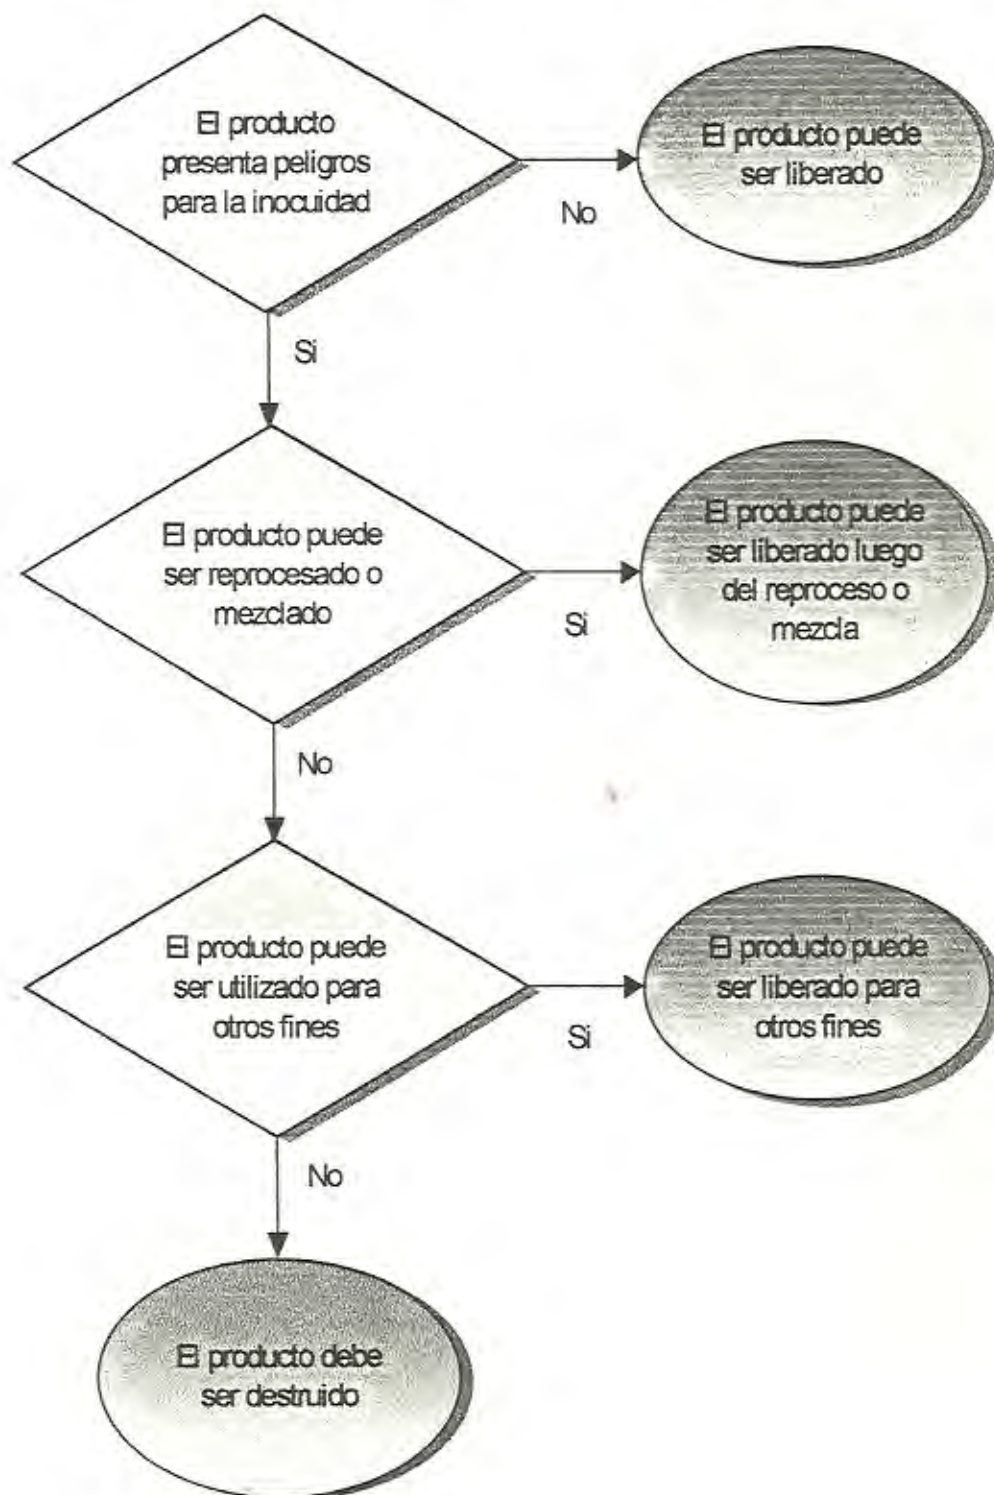 El producto
presenta peligros
para la inocuidad
No
El producto puede
ser liberado
Si
El producto puede
ser reprocesado o
mezclado
Si
El producto puede
ser liberado luego
del reproceso o
mezcla
No
El producto puede
ser utilizado para
otros fines
Si
El producto puede
ser liberado para
otros fines
No
El producto debe
ser destruido